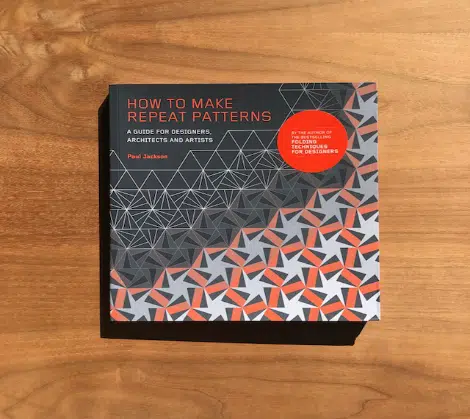 HOW TO MAKE
REPEAT PATTERNS
A GUIDE FOR DESIGNERS,
ARCHITECTS AND ARTISTS
Paul Jackson
BY THE AUTHOR OF
THE BESTSELLING
FOLDING
TECHNIQUES
FOR DESIGNERS